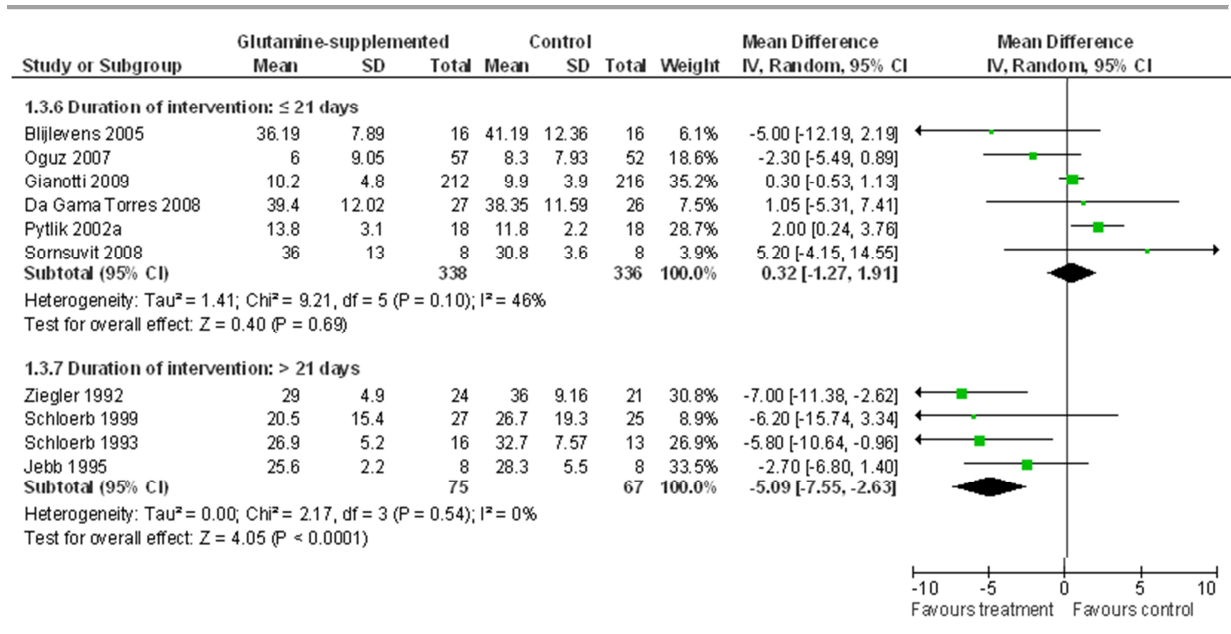 Glutamine-supplemented Control Mean Difference Mean Difference
Study or Subgroup Mean SD Total Mean SD Total Weight IV, Random, 95% CI IV, Random, 95% CI
1.3.6 Duration of intervention: ≤ 21 days
Blijlevens 2005 36.19 7.89 16 41.19 12.36 16 6.1% -5.00 [-12.19, 2.19]
Oguz 2007 6 9.05 57 8.3 7.93 52 18.6% -2.30 [-5.49, 0.89]
Gianotti 2009 10.2 4.8 212 9.9 3.9 216 35.2% 0.30 [-0.53, 1.13]
Da Gama Torres 2008 39.4 12.02 27 38.35 11.59 26 7.5% 1.05 [-5.31, 7.41]
Pytlik 2002a 13.8 3.1 18 11.8 2.2 18 28.7% 2.00 [0.24, 3.76]
Sornsuvit 2008 36 13 8 30.8 3.6 8 3.9% 5.20 [-4.15, 14.55]
Subtotal (95% CI) 338 336 100.0% 0.32 [-1.27, 1.91]
Heterogeneity: Tau² = 1.41; Chi² = 9.21, df = 5 (P = 0.10); I² = 46%
Test for overall effect: Z = 0.40 (P = 0.69)
1.3.7 Duration of intervention: > 21 days
Ziegler 1992 29 4.9 24 36 9.16 21 30.8% -7.00 [-11.38, -2.62]
Schloerb 1999 20.5 15.4 27 26.7 19.3 25 8.9% -6.20 [-15.74, 3.34]
Schloerb 1993 26.9 5.2 16 32.7 7.57 13 26.9% -5.80 [-10.64, -0.96]
Jebb 1995 25.6 2.2 8 28.3 5.5 8 33.5% -2.70 [-6.80, 1.40]
Subtotal (95% CI) 75 67 100.0% -5.09 [-7.55, -2.63]
Heterogeneity: Tau² = 0.00; Chi² = 2.17, df = 3 (P = 0.54); I² = 0%
Test for overall effect: Z = 4.05 (P < 0.0001)
-10 -5 0 5 10
Favours treatment Favours control